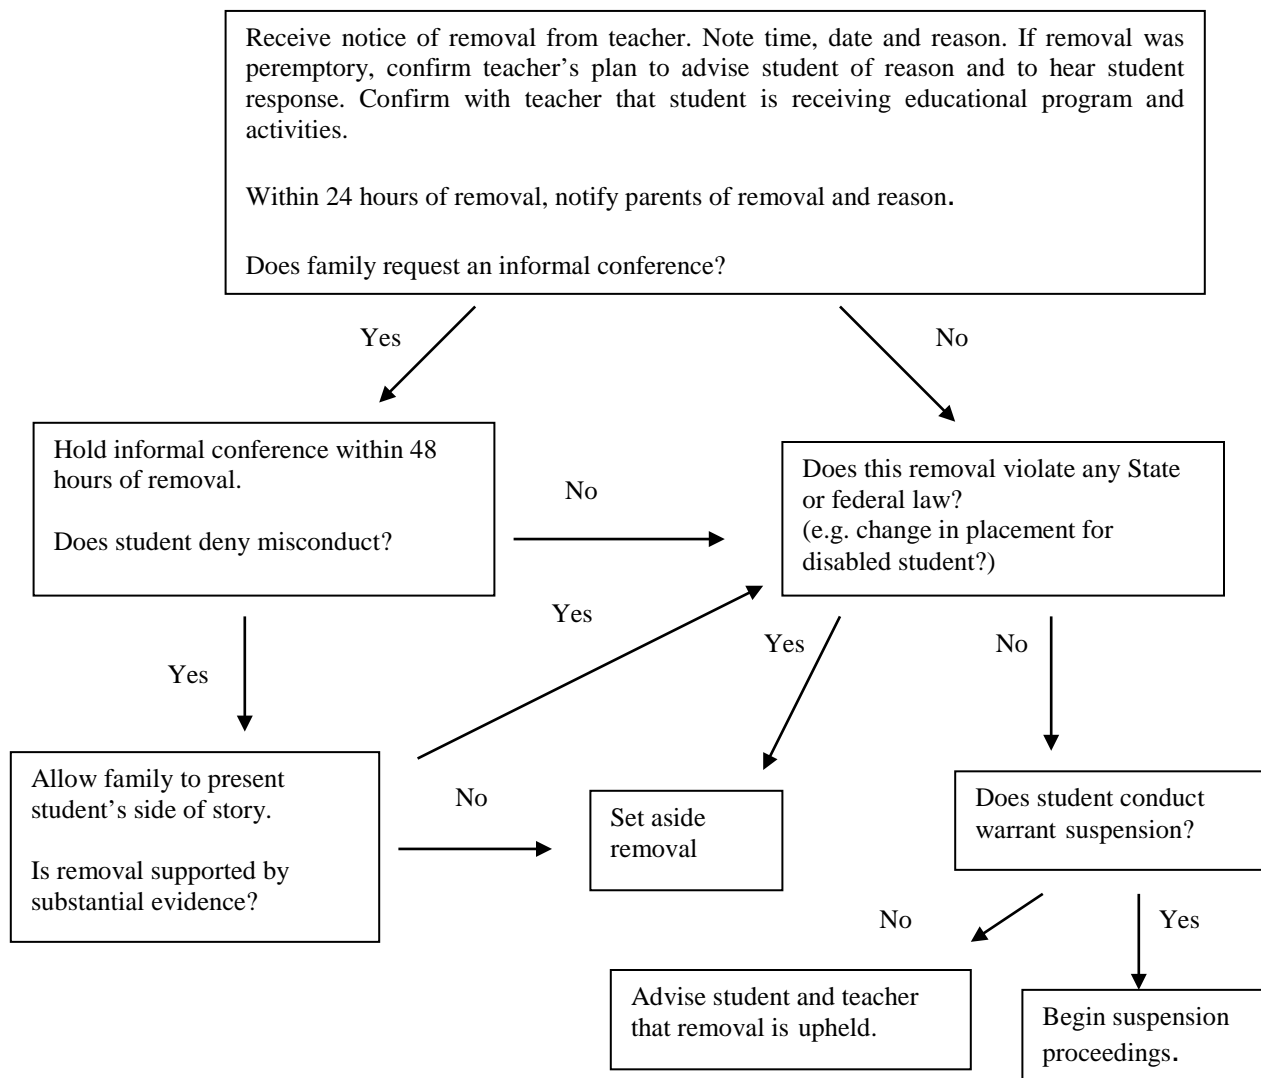 Receive notice of removal from teacher. Note time, date and reason. If removal was
peremptory, confirm teacher’s plan to advise student of reason and to hear student
response. Confirm with teacher that student is receiving educational program and
activities.
Within 24 hours of removal, notify parents of removal and reason.
Does family request an informal conference?
Yes
No
Hold informal conference within 48
hours of removal.
Does student deny misconduct?
No
Does this removal violate any State
or federal law?
(e.g. change in placement for
disabled student?)
Yes
Yes
Yes
No
Allow family to present
student’s side of story.
Is removal supported by
substantial evidence?
No
Set aside
removal
Does student conduct
warrant suspension?
No
Yes
Advise student and teacher
that removal is upheld.
Begin suspension
proceedings.